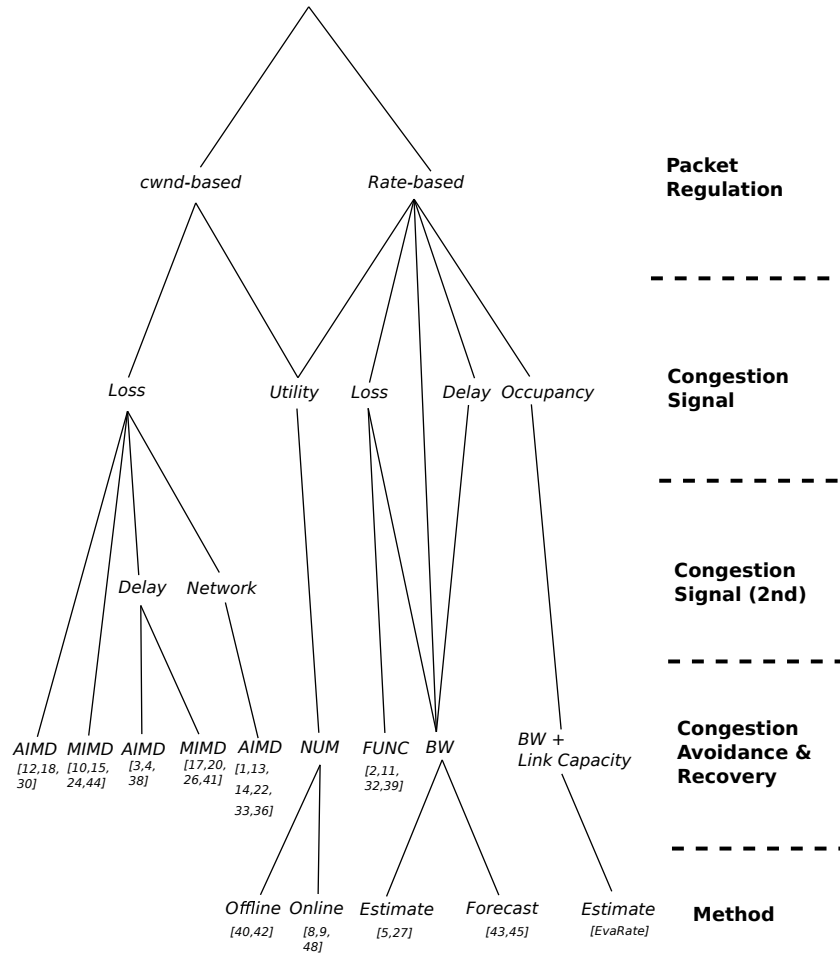 cwnd-based
Rate-based
Packet
Regulation
Loss
Utility
Loss
Delay
Occupancy
Congestion
Signal
Delay
Network
Congestion
Signal (2nd)
AIMD
[12,18,
30]
MIMD
[10,15,
24,44]
AIMD
[3,4,
38]
MIMD
[17,20,
26,41]
AIMD
[1,13,
14,22,
33,36]
NUM
FUNC
[2,11,
32,39]
BW
BW +
Link Capacity
Congestion
Avoidance &
Recovery
Offline
[40,42]
Online
[8,9,
48]
Estimate
[5,27]
Forecast
[43,45]
Estimate
[EvaRate]
Method